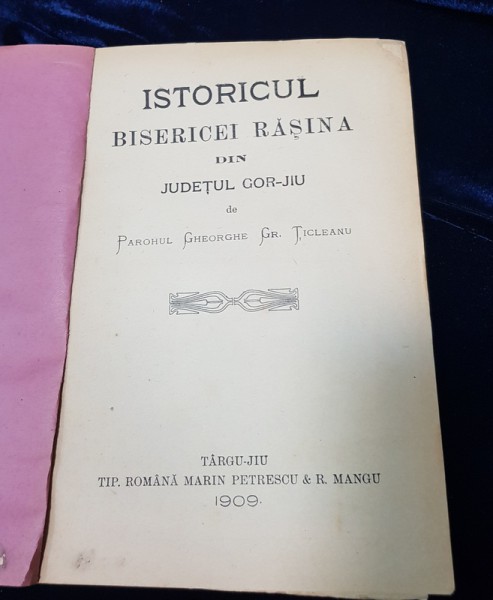 ISTORICUL
BISERICEI RĂȘINA
DIN
JUDEȚUL GOR-JIU
de
PAROHUL GHEORGHE GR. ȚICLEANU
TÂRGU-JIU
TIP. ROMÂNĂ MARIN PETRESCU & R. MANGU
1909.